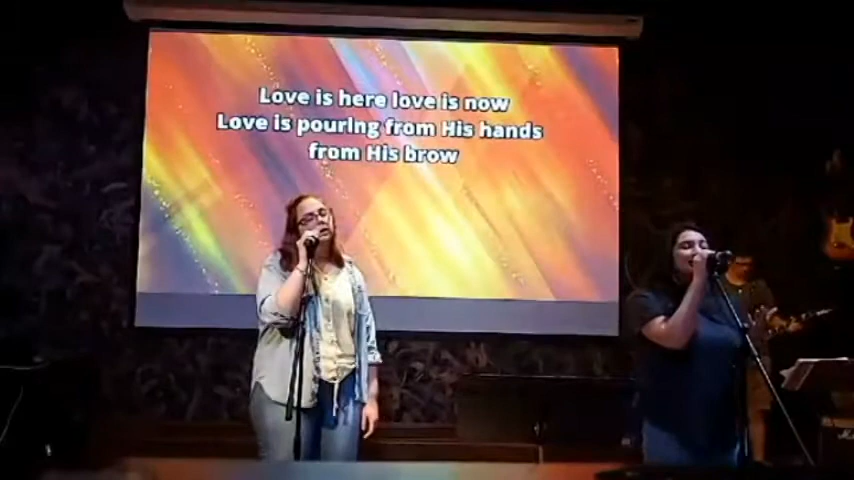 Love is here love is now
Love is pouring from His hands
from His brow